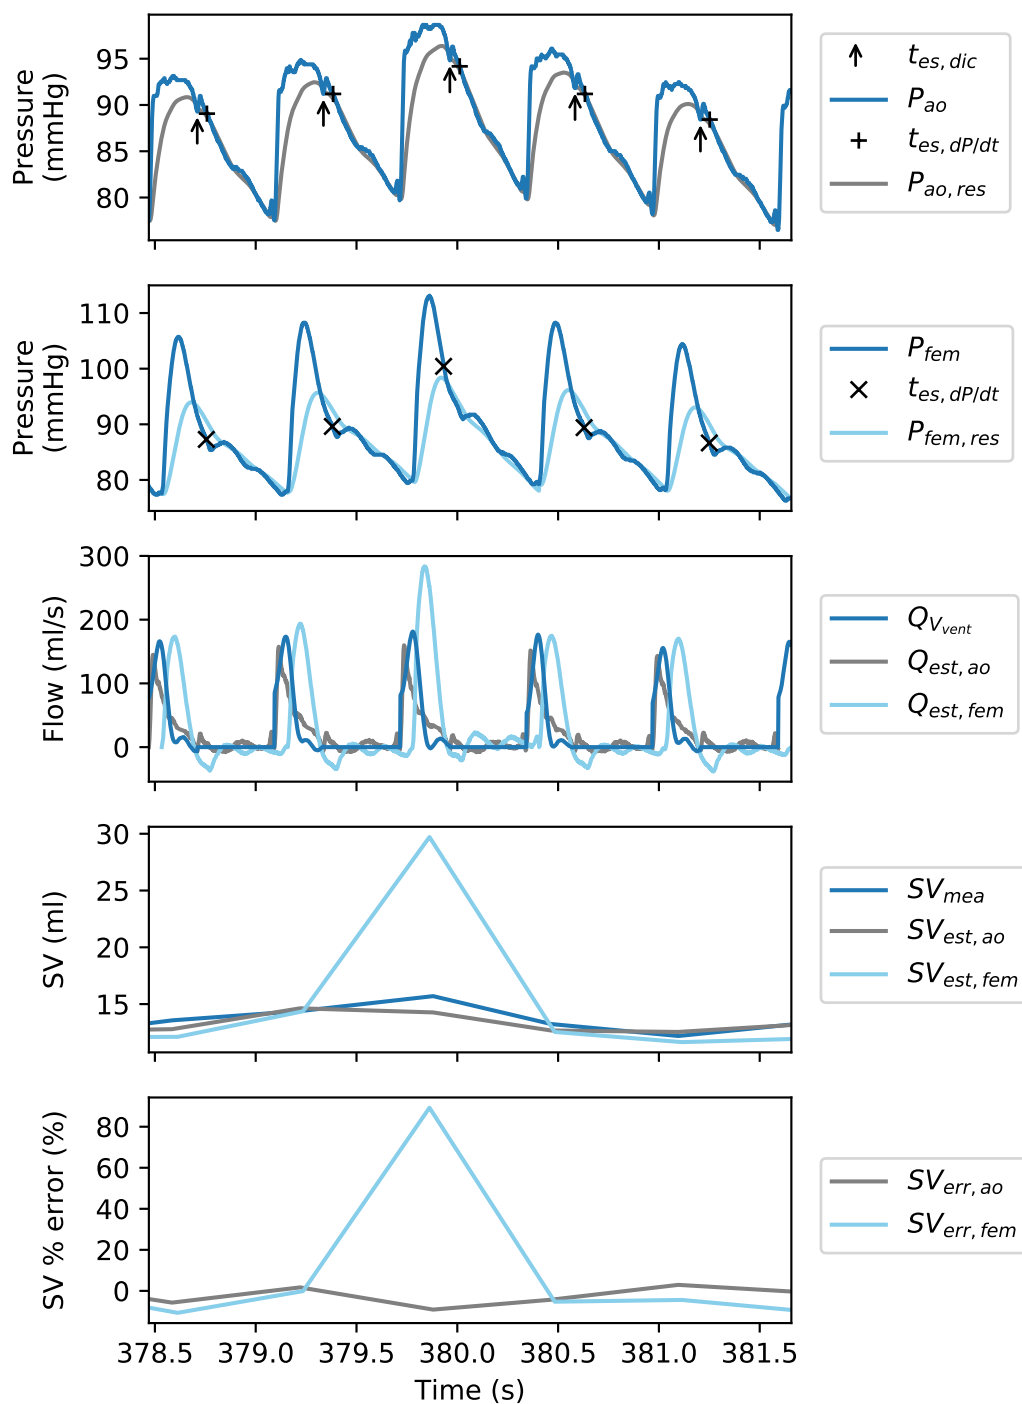 Pressure
(mmHg)
95
90
85
80
t_es,dic
P_ao
t_es,dP/dt
P_ao,res
Pressure
(mmHg)
110
100
90
80
P_fem
t_es,dP/dt
P_fem,res
Flow (ml/s)
300
200
100
0
Q_V_vent
Q_est,ao
Q_est,fem
SV (ml)
30
25
20
15
SV_mea
SV_est,ao
SV_est,fem
SV % error (%)
80
60
40
20
0
SV_err,ao
SV_err,fem
378.5 379.0 379.5 380.0 380.5 381.0 381.5
Time (s)